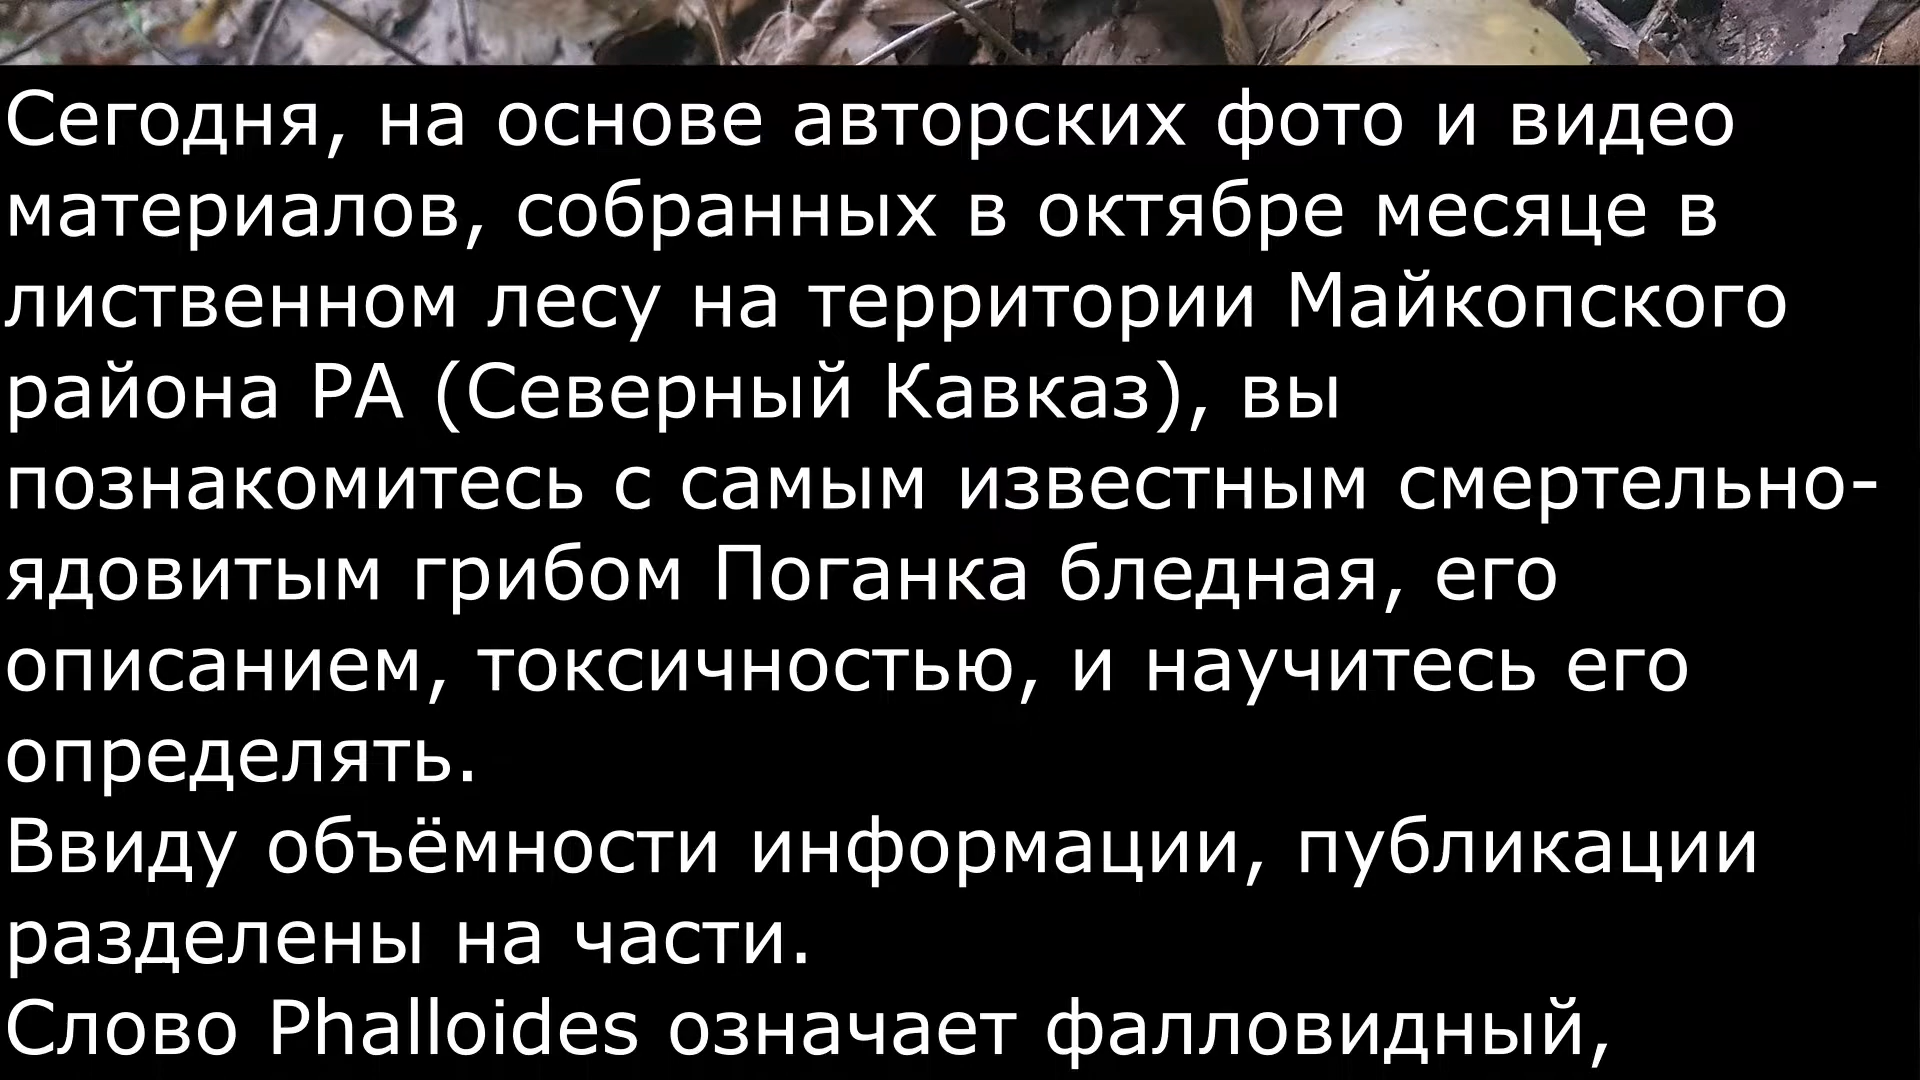 Сегодня, на основе авторских фото и видео
материалов, собранных в октябре месяце в
лиственном лесу на территории Майкопского
района РА (Северный Кавказ), вы
познакомитесь с самым известным смертельно-
ядовитым грибом Поганка бледная, его
описанием, токсичностью, и научитесь его
определять.
Ввиду объёмности информации, публикации
разделены на части.
Слово Phalloides означает фалловидный,